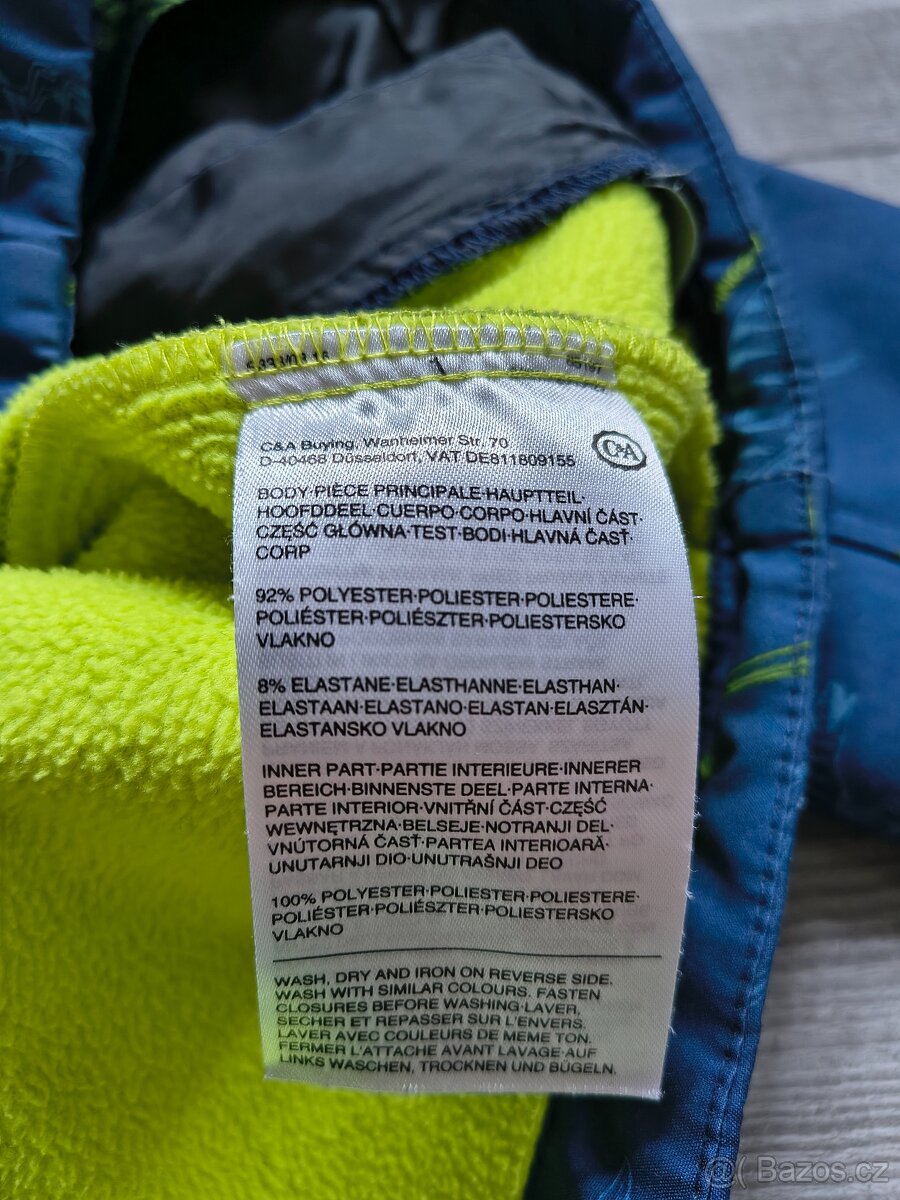 C&A Buying, Wanheimer Str. 70
D-40468 Düsseldorf, VAT DE811809155
C&A
BODY·PIÈCE PRINCIPALE·HAUPTTEIL·
HOOFDDEEL·CUERPO·CORPO·HLAVNÍ ČÁST·
CZĘŚĆ GŁÓWNA·TEST·BODI·HLAVNÁ ČASŤ·
CORP
92% POLYESTER·POLIESTER·POLIESTERE·
POLIÉSTER·POLIÉSZTER·POLIESTERSKO
VLAKNO
8% ELASTANE·ELASTHANNE·ELASTHAN·
ELASTAAN·ELASTANO·ELASTAN·ELASZTÁN·
ELASTANSKO VLAKNO
INNER PART·PARTIE INTERIEURE·INNERER
BEREICH·BINNENSTE DEEL·PARTE INTERNA·
PARTE INTERIOR·VNITŘNÍ ČÁST·CZĘŚĆ
WEWNĘTRZNA·BELSEJE·NOTRANJI DEL·
VNÚTORNÁ ČASŤ·PARTEA INTERIOARĂ·
UNUTARNJI DIO·UNUTRAŠNJI DEO
100% POLYESTER·POLIESTER·POLIESTERE·
POLIÉSTER·POLIÉSZTER·POLIESTERSKO
VLAKNO
WASH, DRY AND IRON ON REVERSE SIDE.
WASH WITH SIMILAR COLOURS. FASTEN
CLOSURES BEFORE WASHING·LAVER,
SECHER ET REPASSER SUR L'ENVERS.
LAVER AVEC COULEURS DE MEME TON.
FERMER L'ATTACHE AVANT LAVAGE·AUF
LINKS WASCHEN, TROCKNEN UND BÜGELN.
@( Bazos.cz